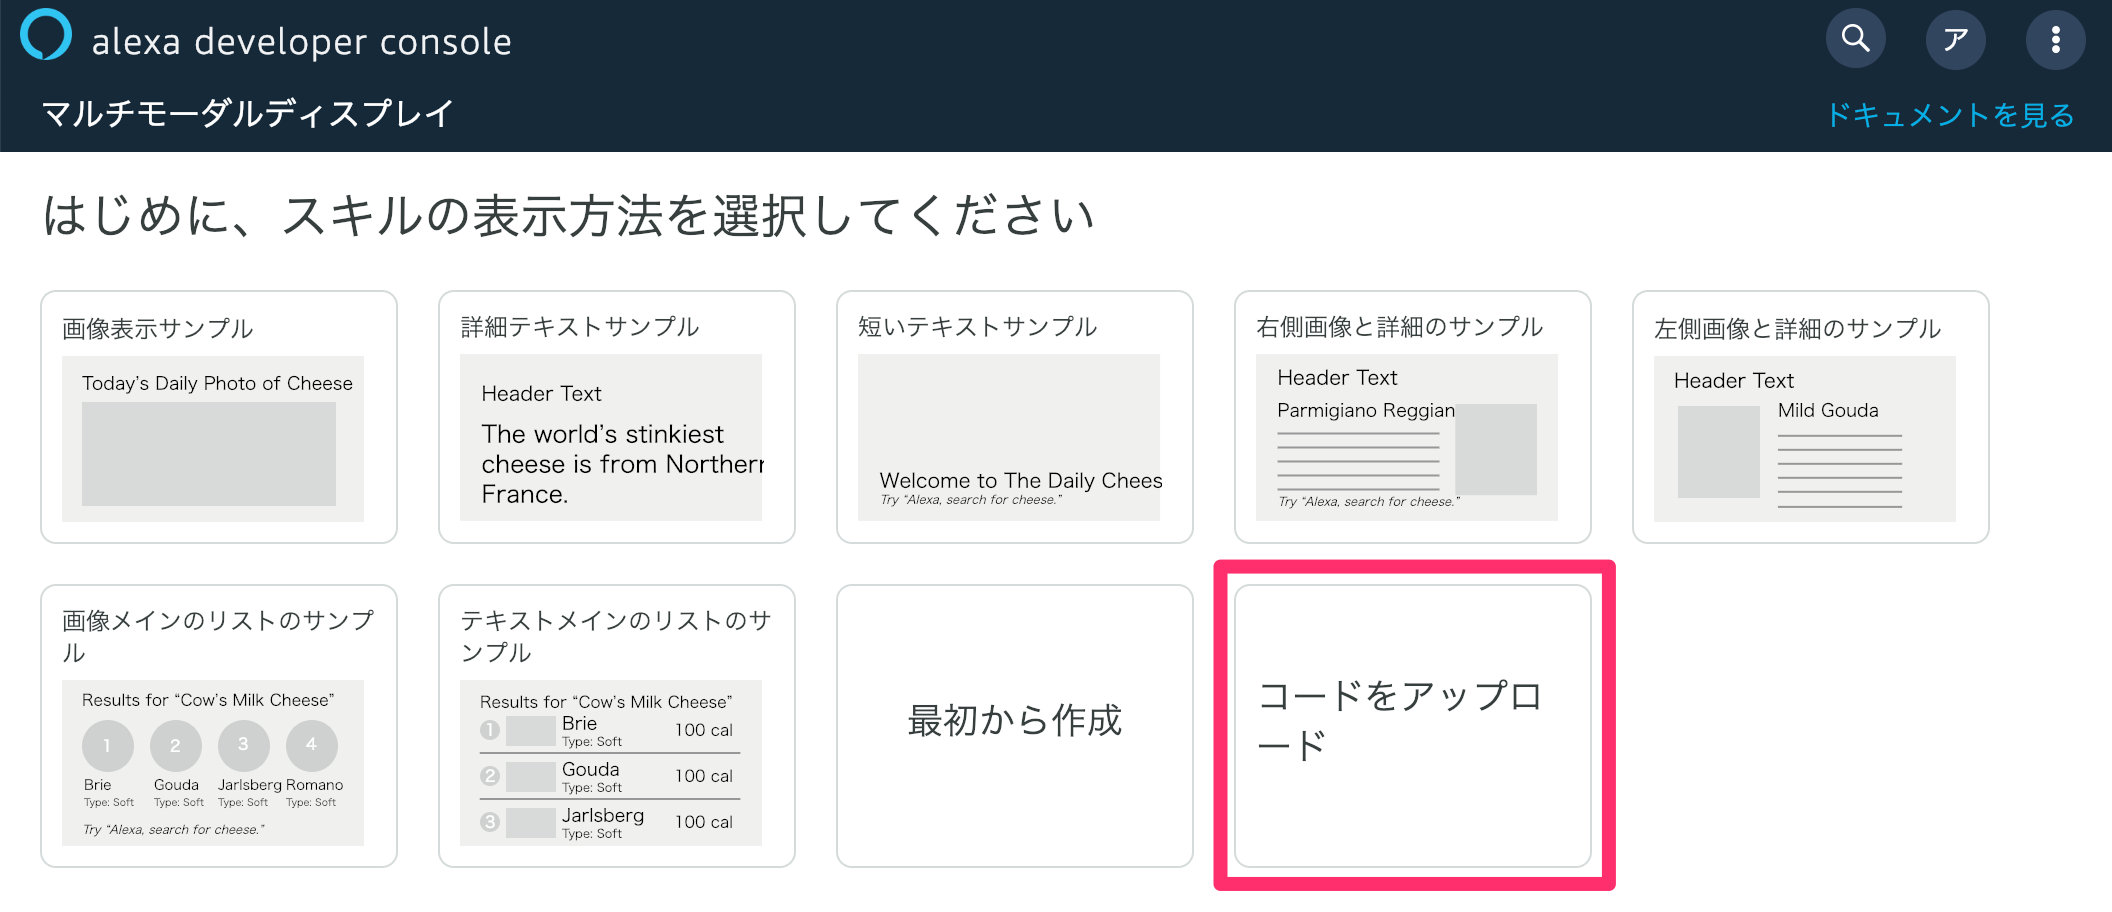 alexa developer console
ア
マルチモーダルディスプレイ
ドキュメントを見る
はじめに、スキルの表示方法を選択してください
画像表示サンプル
Today's Daily Photo of Cheese
詳細テキストサンプル
Header Text
The world's stinkiest
cheese is from Northern
France.
短いテキストサンプル
Welcome to The Daily Chees
Try “Alexa, search for cheese.”
右側画像と詳細のサンプル
Header Text
Parmigiano Reggian
Try “Alexa, search for cheese.”
左側画像と詳細のサンプル
Header Text
Mild Gouda
画像メインのリストのサンプ
ル
Results for “Cow's Milk Cheese”
1 2 3 4
Brie Gouda Jarlsberg Romano
Type: Soft Type: Soft Type: Soft Type: Soft
Try “Alexa, search for cheese.”
テキストメインのリストのサ
ンプル
Results for “Cow's Milk Cheese”
1 Brie 100 cal
Type: Soft
2 Gouda 100 cal
Type: Soft
3 Jarlsberg 100 cal
Type: Soft
最初から作成
コードをアップロ
ード